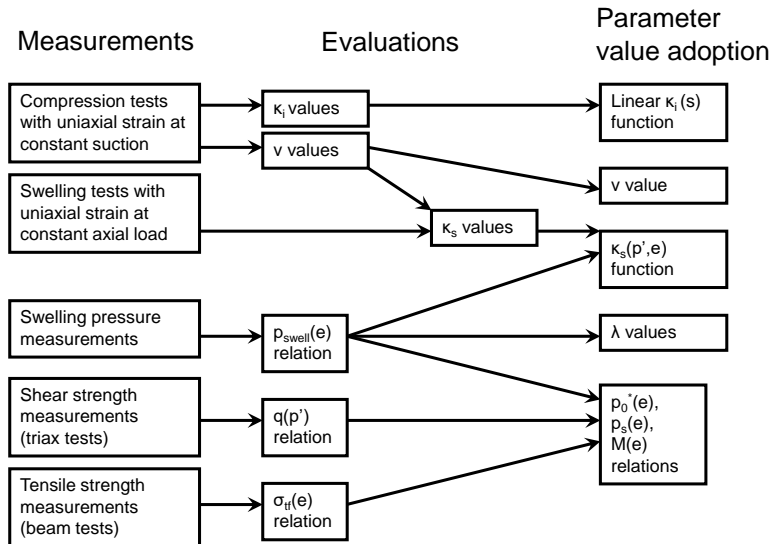 Measurements
Evaluations
Parameter
value adoption
Compression tests
with uniaxial strain at
constant suction
κi values
Linear κi (s)
function
ν values
ν value
Swelling tests with
uniaxial strain at
constant axial load
κs values
κs(p’,e)
function
Swelling pressure
measurements
pswell(e)
relation
λ values
Shear strength
measurements
(triax tests)
q(p’)
relation
p0*(e),
ps(e),
M(e)
relations
Tensile strength
measurements
(beam tests)
σtf(e)
relation